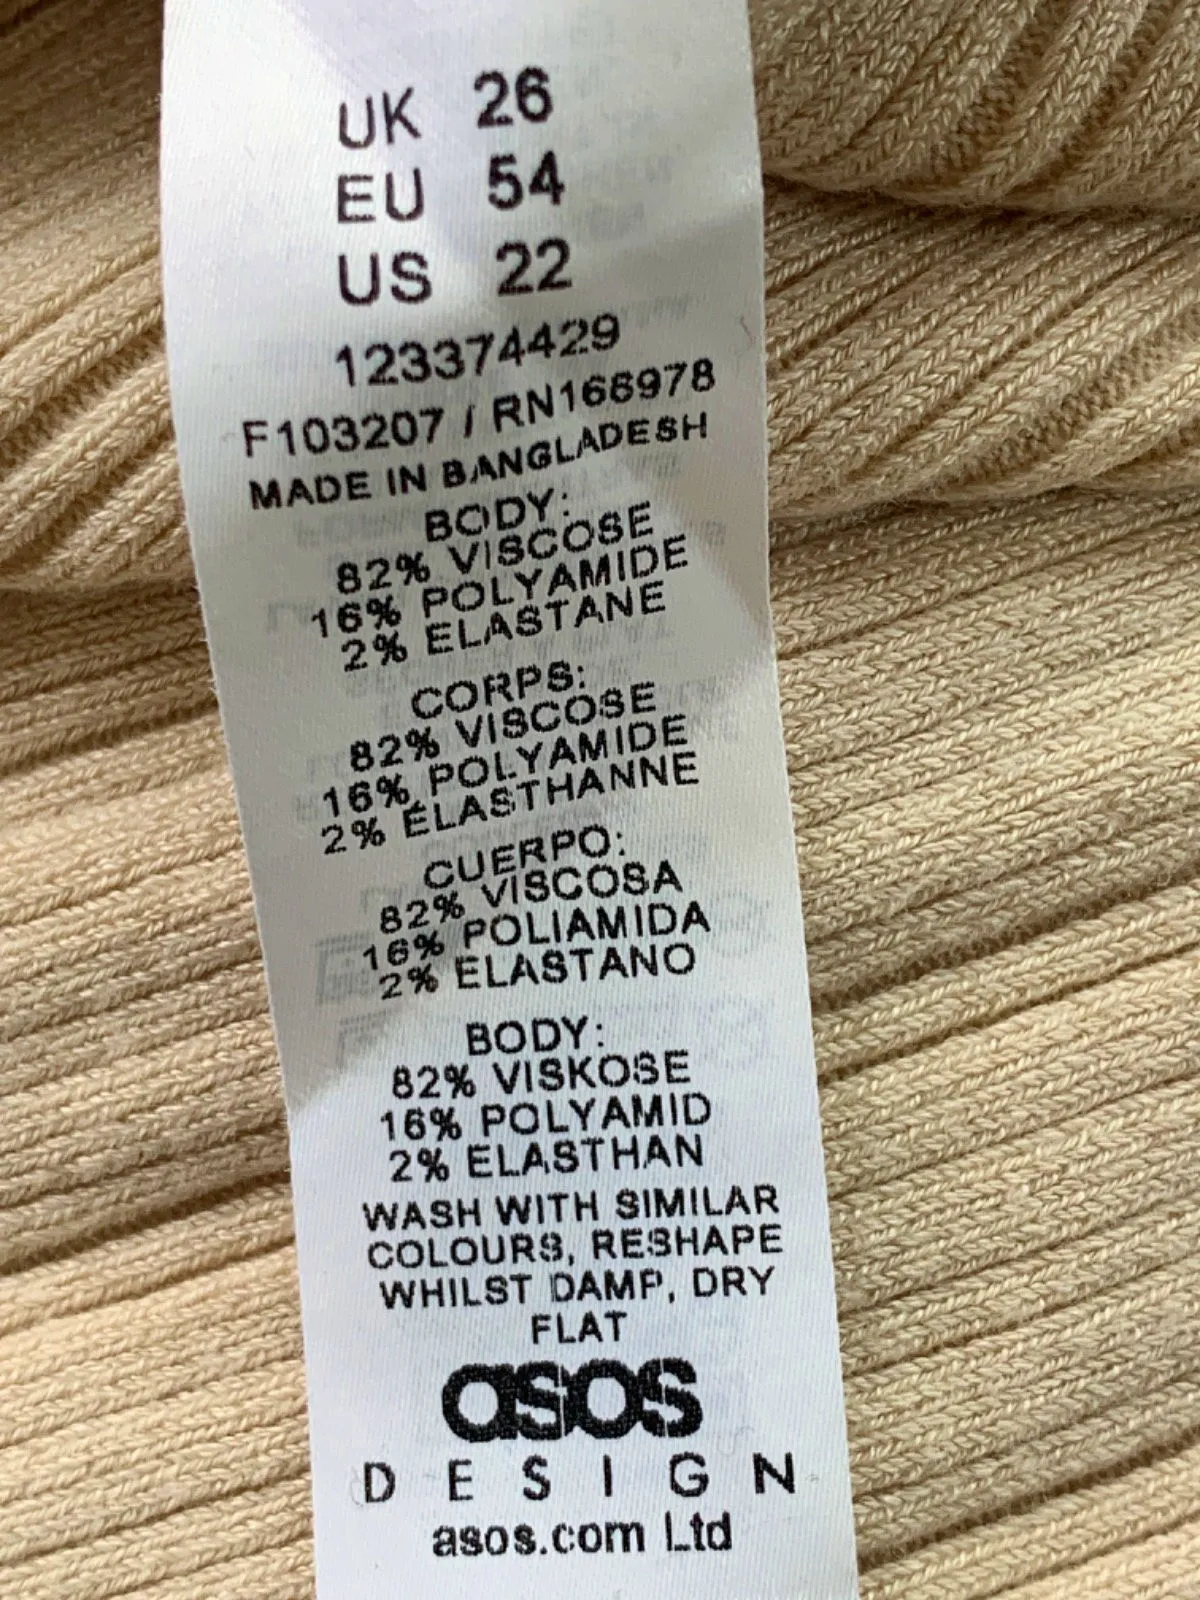 UK 26
EU 54
US 22
123374429
F103207 / RN166978
MADE IN BANGLADESH
BODY:
82% VISCOSE
16% POLYAMIDE
2% ELASTANE
CORPS:
82% VISCOSE
16% POLYAMIDE
2% ÉLASTHANNE
CUERPO:
82% VISCOSA
16% POLIAMIDA
2% ELASTANO
BODY:
82% VISKOSE
16% POLYAMID
2% ELASTHAN
WASH WITH SIMILAR
COLOURS, RESHAPE
WHILST DAMP, DRY
FLAT
asos
DESIGN
asos.com Ltd